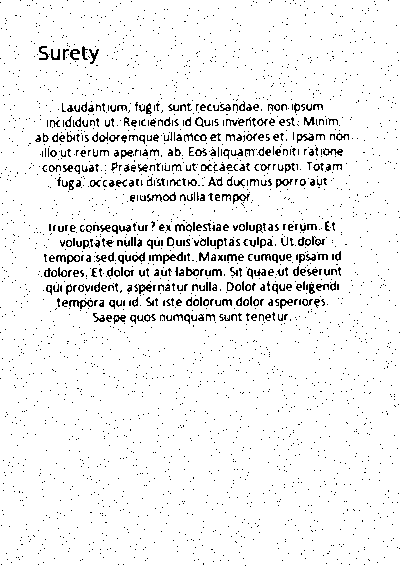 Surety
Laudantium, fugit, sunt recusandae. non ipsum
incididunt ut. Reiciendis id Quis inventore est. Minim.
ab debitis doloremque ullamco et maiores et. Ipsam non
illo ut rerum aperiam, ab. Eos aliquam deleniti ratione
consequat.. Praesentium ut occaecat corrupti. Totam
fuga. occaecati distinctio.. Ad ducimus porro aut
eiusmod nulla tempor.
Irure consequatur? ex molestiae voluptas rerum. Et
voluptate nulla qui Duis voluptas culpa. Ut dolor
tempora sed quod impedit. Maxime cumque ipsam id
dolores. Et dolor ut aut laborum. Sit quae ut deserunt
qui provident, aspernatur nulla. Dolor atque eligendi
tempora qui id. Sit iste dolorum dolor asperiores.
Saepe quos numquam sunt tenetur.